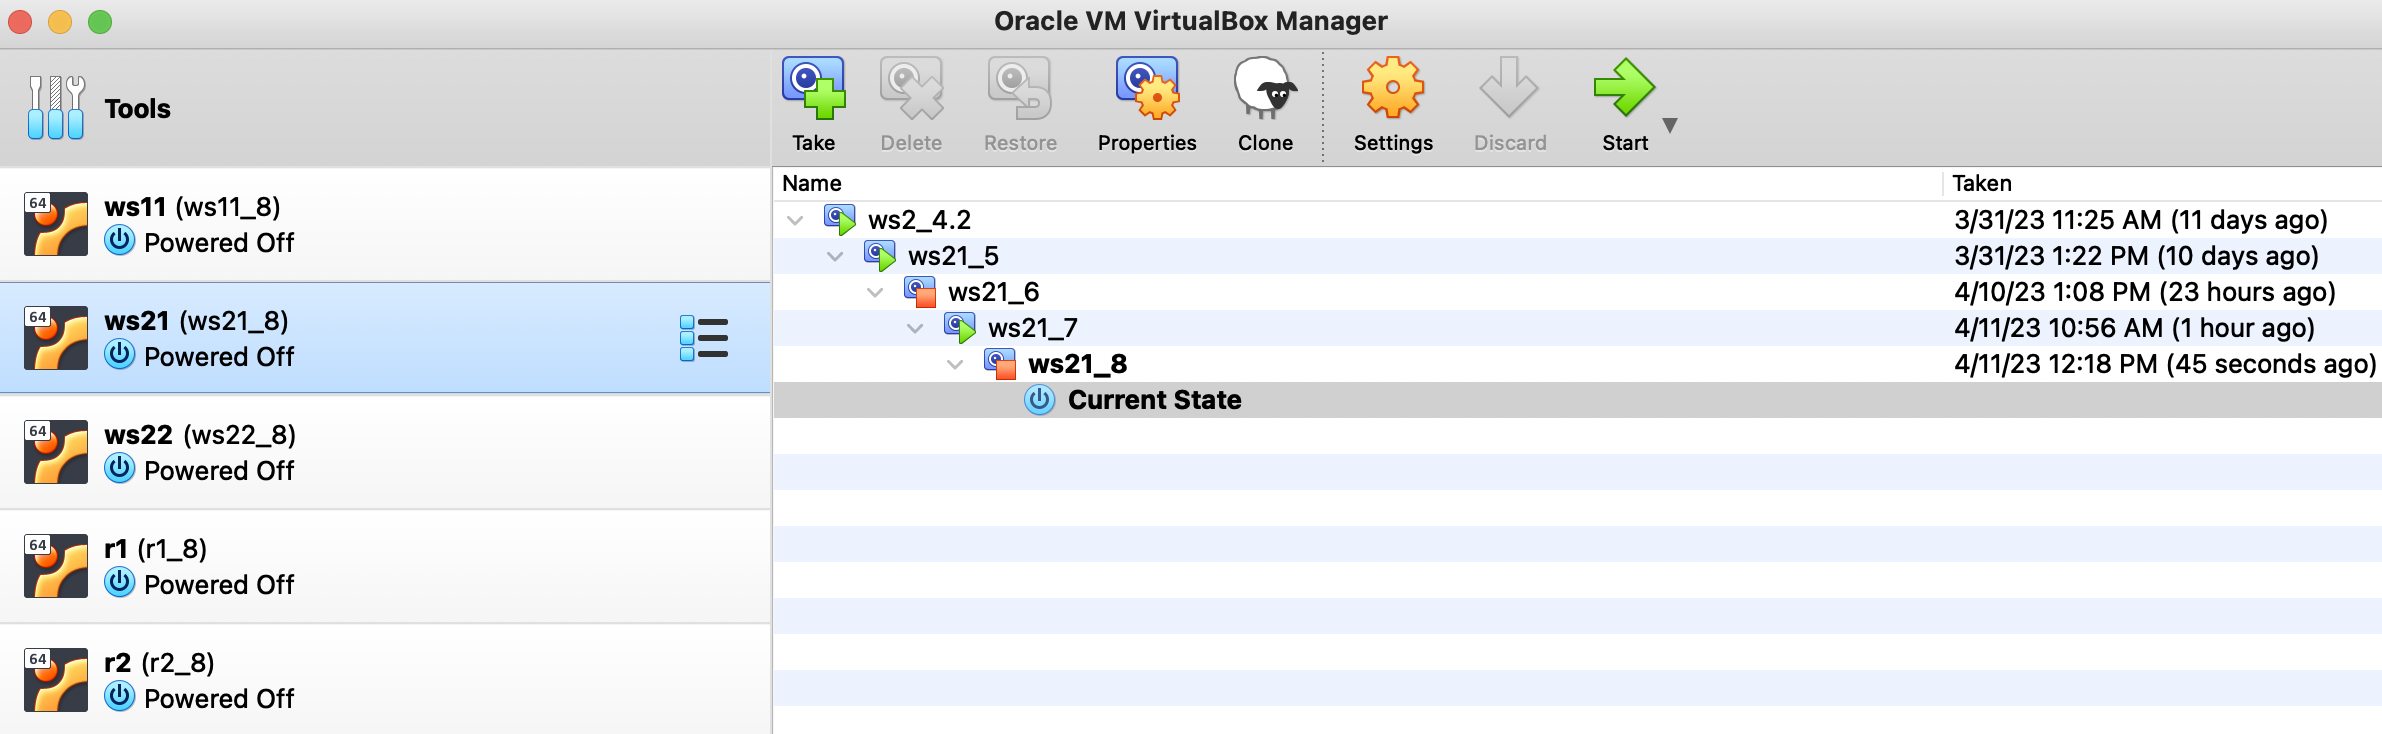 Oracle VM VirtualBox Manager
Tools
Take Delete Restore Properties Clone Settings Discard Start
64 ws11 (ws11_8)
Powered Off
64 ws21 (ws21_8)
Powered Off
64 ws22 (ws22_8)
Powered Off
64 r1 (r1_8)
Powered Off
64 r2 (r2_8)
Powered Off
Name Taken
ws2_4.2 3/31/23 11:25 AM (11 days ago)
ws21_5 3/31/23 1:22 PM (10 days ago)
ws21_6 4/10/23 1:08 PM (23 hours ago)
ws21_7 4/11/23 10:56 AM (1 hour ago)
ws21_8 4/11/23 12:18 PM (45 seconds ago)
Current State